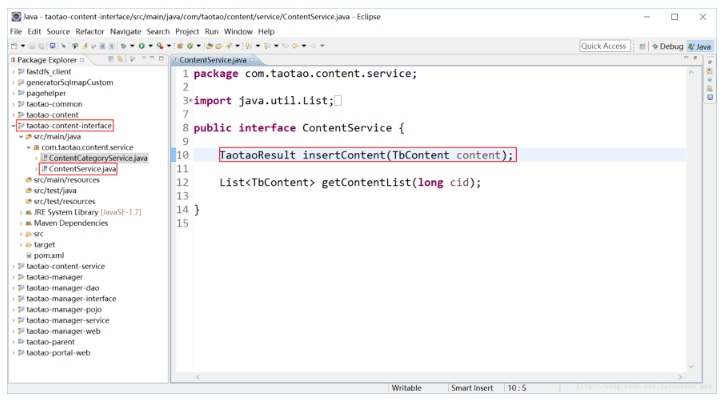 Java - taotao-content-interface/src/main/java/com/taotao/content/service/ContentService.java - Eclipse
File Edit Source Refactor Navigate Search Project Run Window Help
Quick Access
Debug
Java
Package Explorer
fastdfs_client
generatorSqlmapCustom
pagehelper
taotao-common
taotao-content
taotao-content-interface
src/main/java
com.taotao.content.service
ContentCategoryService.java
ContentService.java
src/main/resources
src/test/java
src/test/resources
JRE System Library [JavaSE-1.7]
Maven Dependencies
src
target
pom.xml
taotao-content-service
taotao-manager
taotao-manager-dao
taotao-manager-interface
taotao-manager-pojo
taotao-manager-service
taotao-manager-web
taotao-parent
taotao-portal-web
ContentService.java
1 package com.taotao.content.service;
2
3 import java.util.List;
7
8 public interface ContentService {
9
10 TaotaoResult insertContent(TbContent content);
11
12 List<TbContent> getContentList(long cid);
13
14 }
15
Writable
Smart Insert
10 : 5